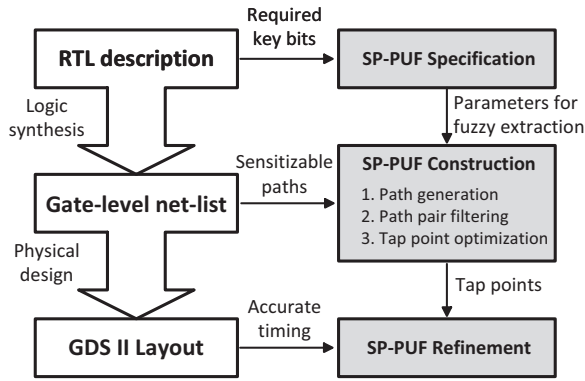 Required
key bits
RTL description
SP-PUF Specification
Logic
synthesis
Parameters for
fuzzy extraction
Sensitizable
paths
Gate-level net-list
SP-PUF Construction
1. Path generation
2. Path pair filtering
3. Tap point optimization
Physical
design
Tap points
Accurate
timing
GDS II Layout
SP-PUF Refinement